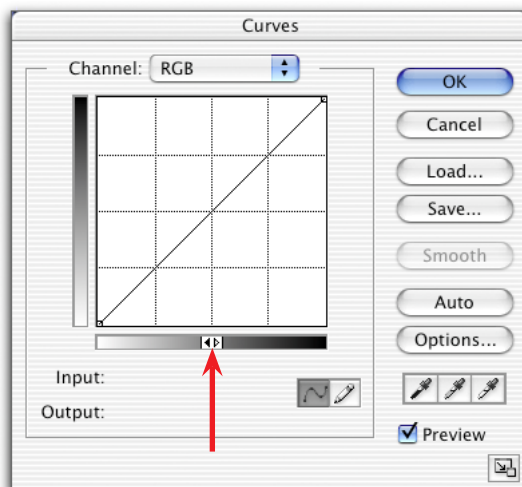 Curves
Channel: RGB
OK
Cancel
Load...
Save...
Smooth
Auto
Options...
Input:
Output:
Preview